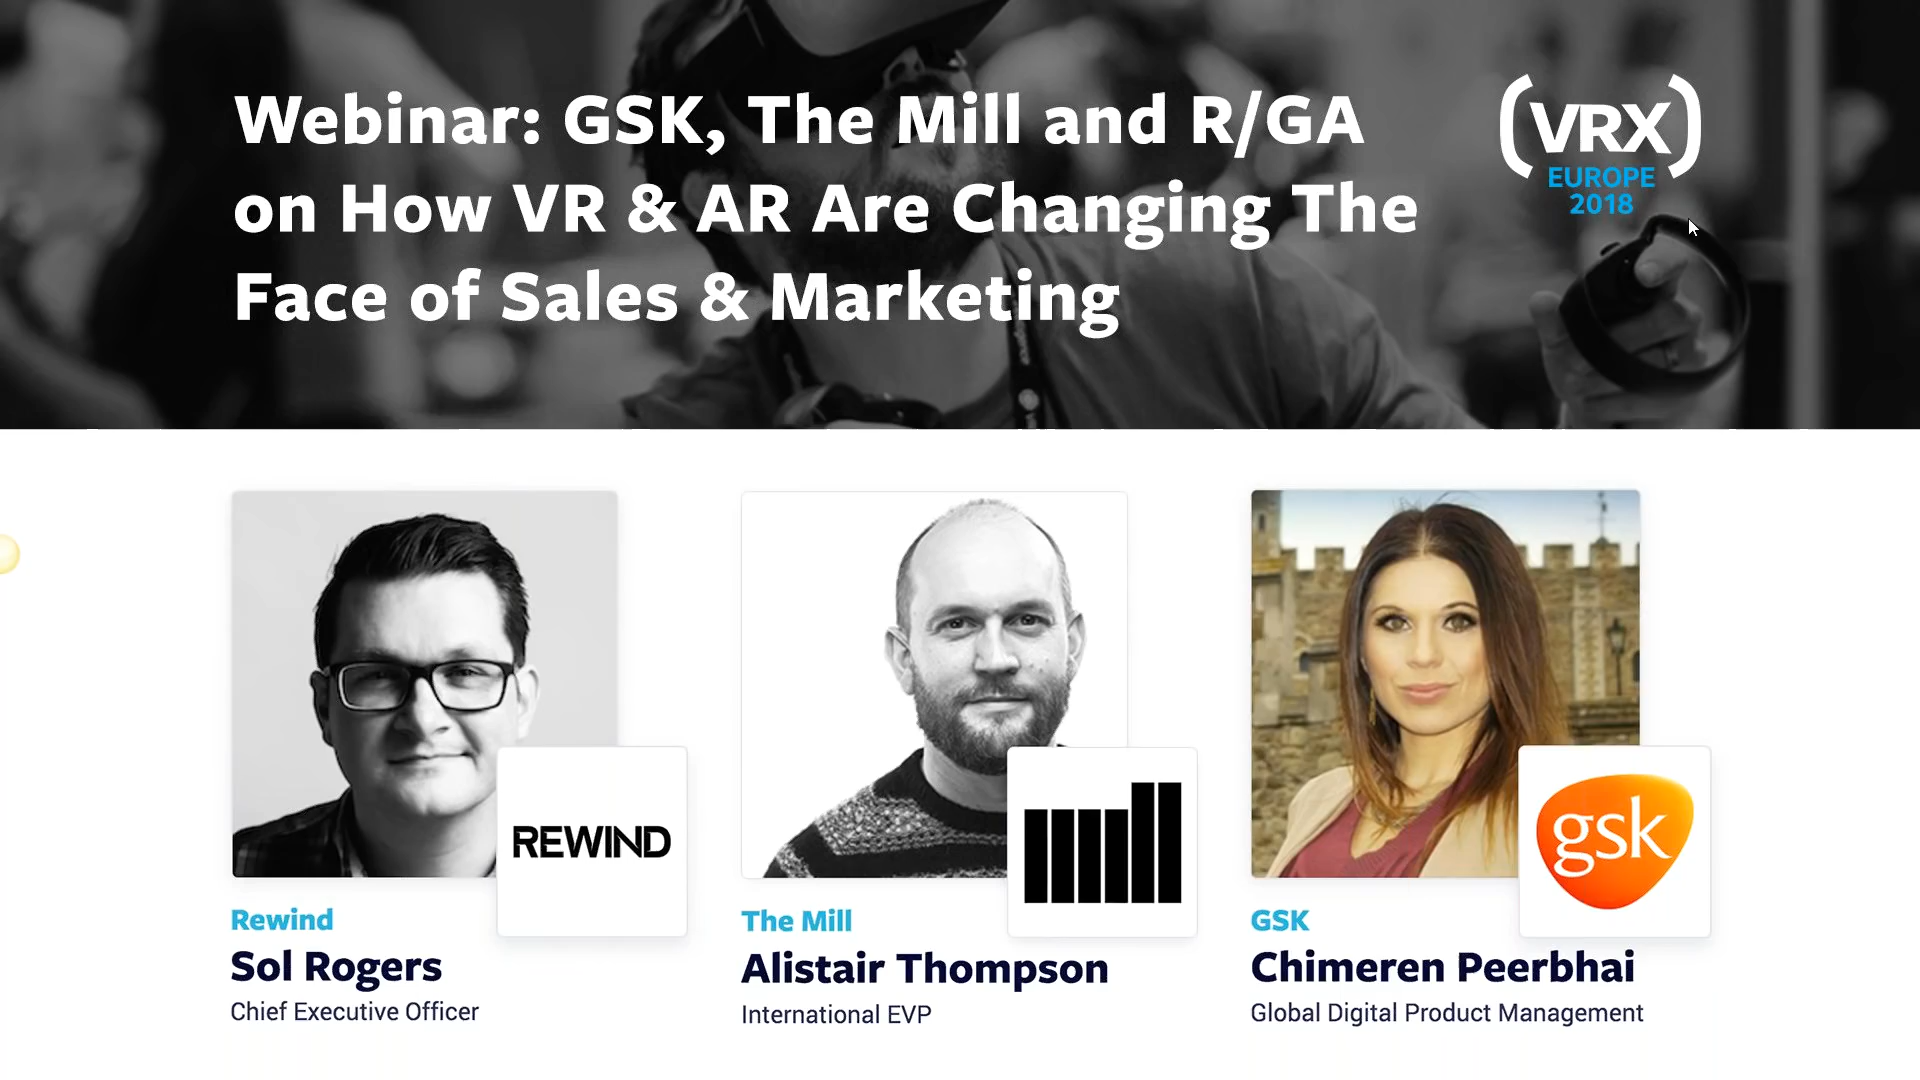 Webinar: GSK, The Mill and R/GA
on How VR & AR Are Changing The
Face of Sales & Marketing
(VRX)
EUROPE
2018
REWIND
gsk
Rewind
Sol Rogers
Chief Executive Officer
The Mill
Alistair Thompson
International EVP
GSK
Chimeren Peerbhai
Global Digital Product Management